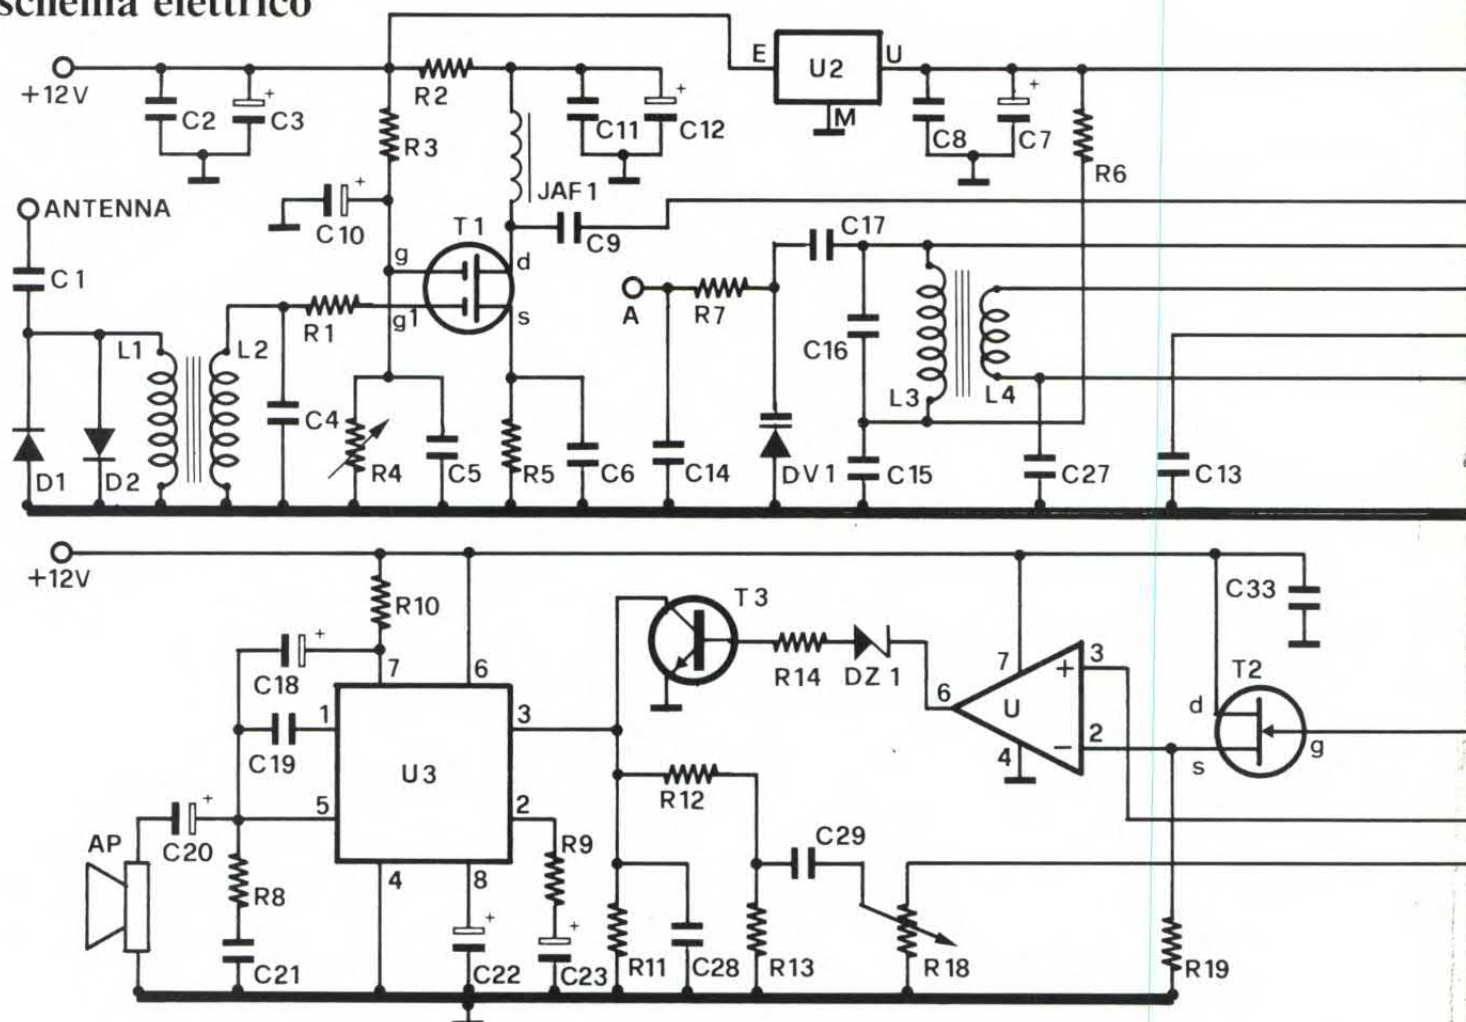 schema elettrico
E U2 U
+12V R2
C2 C3 C11 C12 M C8 C7
R3 R6
ANTENNA JAF1
C10 T1 C9 C17
g d
C1 A R7
R1 g1 s C16
L1 L2 L3 L4
C4 R4 C5 R5 C6 C14 DV1 C15 C27 C13
D1 D2
+12V
R10 T3 C33
C18 + 7 6 R14 DZ1 6 7 + 3 T2
1 3 U d
C19 U3 4 − 2 s g
5 2 R12
AP C20 + R9 C29
R8 4 8
C21 C22 + C23 + R11 C28 R13 R18 R19